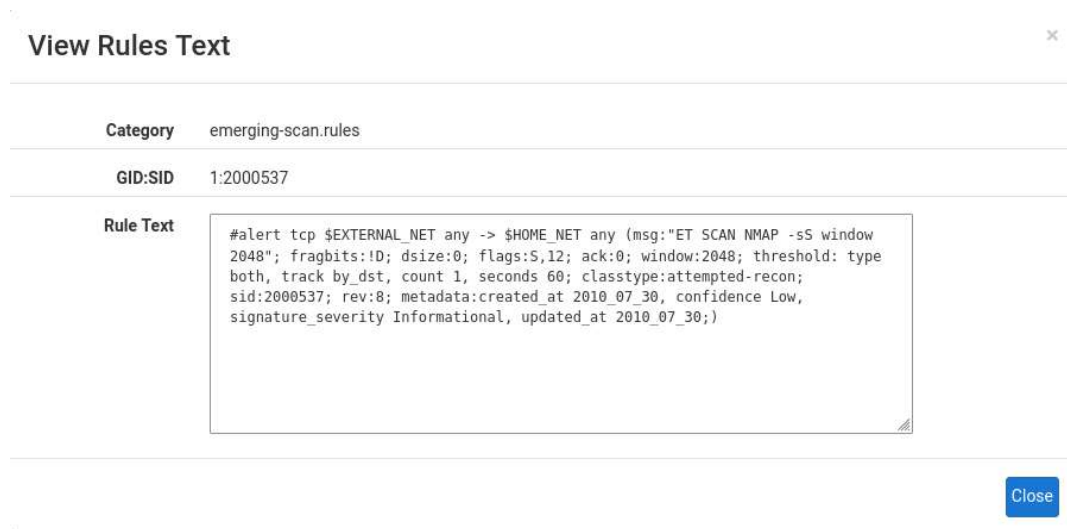 View Rules Text
×
Category emerging-scan.rules
GID:SID 1:2000537
Rule Text
#alert tcp $EXTERNAL_NET any -> $HOME_NET any (msg:"ET SCAN NMAP -sS window
2048"; fragbits:!D; dsize:0; flags:S,12; ack:0; window:2048; threshold: type
both, track by_dst, count 1, seconds 60; classtype:attempted-recon;
sid:2000537; rev:8; metadata:created_at 2010_07_30, confidence Low,
signature_severity Informational, updated_at 2010_07_30;)
Close